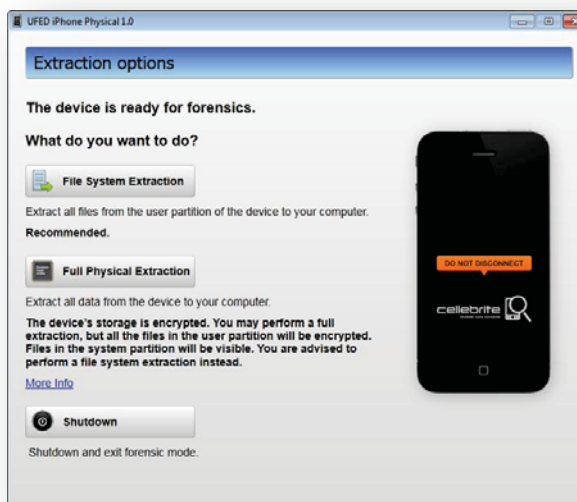 UFED iPhone Physical 1.0
Extraction options
The device is ready for forensics.
What do you want to do?
File System Extraction
Extract all files from the user partition of the device to your computer.
Recommended.
Full Physical Extraction
Extract all data from the device to your computer.
The device's storage is encrypted. You may perform a full
extraction, but all the files in the user partition will be encrypted.
Files in the system partition will be visible. You are advised to
perform a file system extraction instead.
More Info
Shutdown
Shutdown and exit forensic mode.
DO NOT DISCONNECT
cellebrite